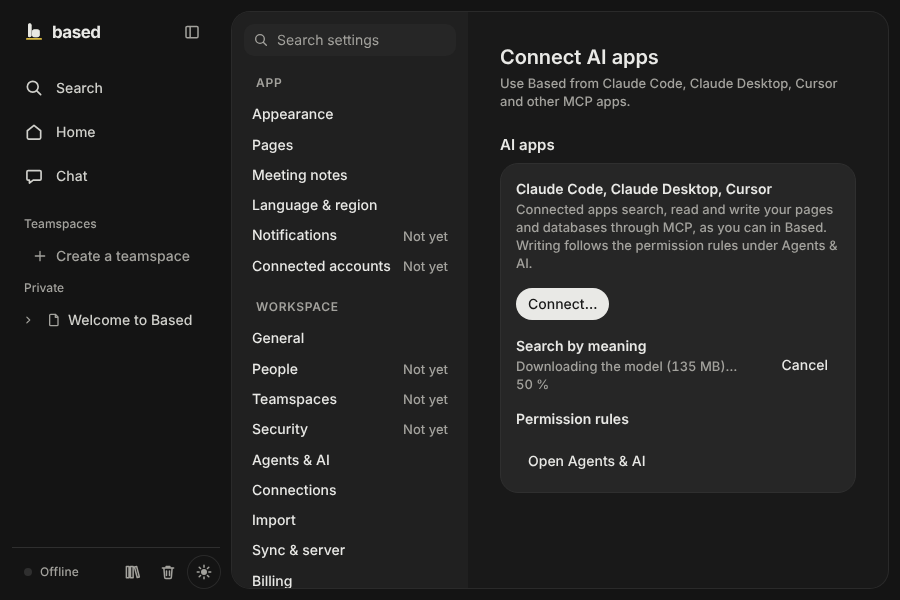 based
Search
Home
Chat
Teamspaces
Create a teamspace
Private
Welcome to Based
Offline
Search settings
APP
Appearance
Pages
Meeting notes
Language & region
Notifications Not yet
Connected accounts Not yet
WORKSPACE
General
People Not yet
Teamspaces Not yet
Security Not yet
Agents & AI
Connections
Import
Sync & server
Billing
Connect AI apps
Use Based from Claude Code, Claude Desktop, Cursor
and other MCP apps.
AI apps
Claude Code, Claude Desktop, Cursor
Connected apps search, read and write your pages
and databases through MCP, as you can in Based.
Writing follows the permission rules under Agents &
AI.
Connect...
Search by meaning
Downloading the model (135 MB)...
50 %
Cancel
Permission rules
Open Agents & AI